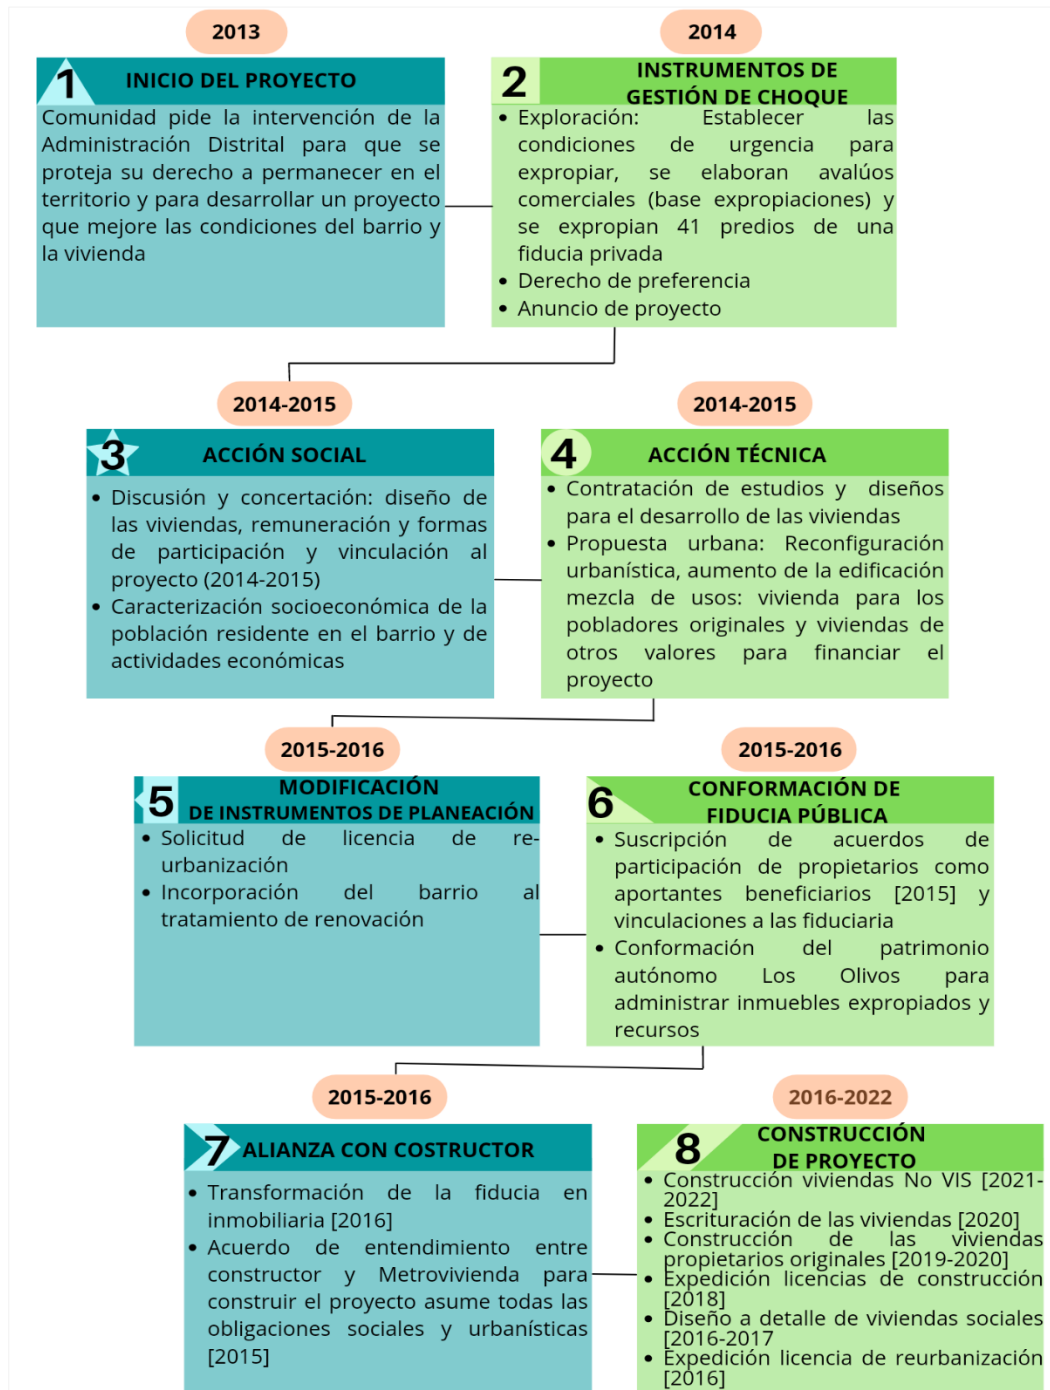 2013
1 INICIO DEL PROYECTO
Comunidad pide la intervención de la
Administración Distrital para que se
proteja su derecho a permanecer en el
territorio y para desarrollar un proyecto
que mejore las condiciones del barrio y
la vivienda
2014
2 INSTRUMENTOS DE
GESTIÓN DE CHOQUE
• Exploración: Establecer las
condiciones de urgencia para
expropiar, se elaboran avalúos
comerciales (base expropiaciones) y
se expropian 41 predios de una
fiducia privada
• Derecho de preferencia
• Anuncio de proyecto
2014-2015
3 ACCIÓN SOCIAL
• Discusión y concertación: diseño de
las viviendas, remuneración y formas
de participación y vinculación al
proyecto (2014-2015)
• Caracterización socioeconómica de la
población residente en el barrio y de
actividades económicas
2014-2015
4 ACCIÓN TÉCNICA
• Contratación de estudios y diseños
para el desarrollo de las viviendas
• Propuesta urbana: Reconfiguración
urbanística, aumento de la edificación
mezcla de usos: vivienda para los
pobladores originales y viviendas de
otros valores para financiar el
proyecto
2015-2016
5 MODIFICACIÓN
DE INSTRUMENTOS DE PLANEACIÓN
• Solicitud de licencia de re-
urbanización
• Incorporación del barrio al
tratamiento de renovación
2015-2016
6 CONFORMACIÓN DE
FIDUCIA PÚBLICA
• Suscripción de acuerdos de
participación de propietarios como
aportantes beneficiarios [2015] y
vinculaciones a las fiduciaria
• Conformación del patrimonio
autónomo Los Olivos para
administrar inmuebles expropiados y
recursos
2015-2016
7 ALIANZA CON COSTRUCTOR
• Transformación de la fiducia en
inmobiliaria [2016]
• Acuerdo de entendimiento entre
constructor y Metrovivienda para
construir el proyecto asume todas las
obligaciones sociales y urbanísticas
[2015]
2016-2022
8 CONSTRUCCIÓN
DE PROYECTO
• Construcción viviendas No VIS [2021-
2022]
• Escrituración de las viviendas [2020]
• Construcción de las viviendas
propietarios originales [2019-2020]
• Expedición licencias de construcción
[2018]
• Diseño a detalle de viviendas sociales
[2016-2017
• Expedición licencia de reurbanización
[2016]